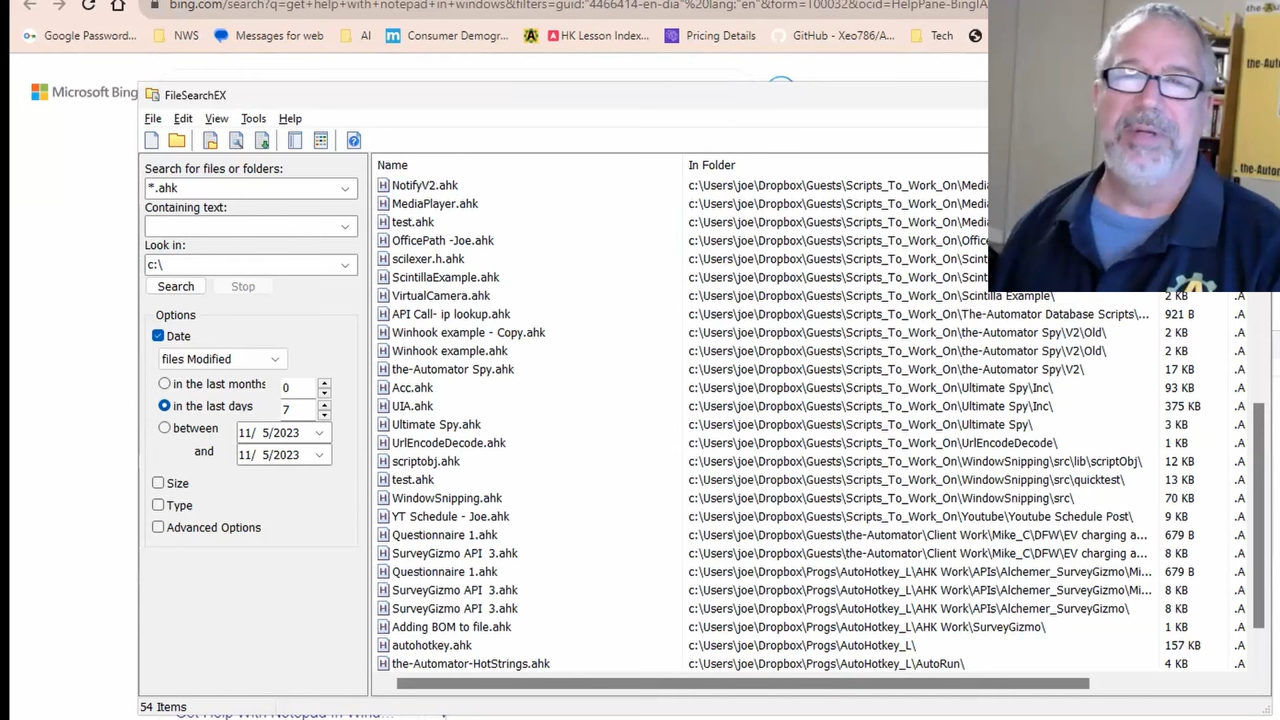 bing.com/search?q=get help with notepad in windows&filters=guid:"4466414-en-dia"%20lang:"en"&form=T00032&ocid=HelpPane-BingIA
Google Password... NWS Messages for web AI Consumer Demogr... HK Lesson Index... Pricing Details GitHub - Xeo786/A... Tech
the-A
the-Aut
the-Autom
Microsoft Bing
FileSearchEX
File Edit View Tools Help
Search for files or folders:
*.ahk
Containing text:
Look in:
c:\
Search Stop
Options
Date
files Modified
in the last months 0
in the last days 7
between 11/ 5/2023
and 11/ 5/2023
Size
Type
Advanced Options
Name In Folder
NotifyV2.ahk c:\Users\joe\Dropbox\Guests\Scripts_To_Work_On\Media
MediaPlayer.ahk c:\Users\joe\Dropbox\Guests\Scripts_To_Work_On\Media
test.ahk c:\Users\joe\Dropbox\Guests\Scripts_To_Work_On\Media
OfficePath -Joe.ahk c:\Users\joe\Dropbox\Guests\Scripts_To_Work_On\Office
scilexer.h.ahk c:\Users\joe\Dropbox\Guests\Scripts_To_Work_On\Scint
ScintillaExample.ahk c:\Users\joe\Dropbox\Guests\Scripts_To_Work_On\Scint
VirtualCamera.ahk c:\Users\joe\Dropbox\Guests\Scripts_To_Work_On\Scintilla Example\ 2 KB .A
API Call- ip lookup.ahk c:\Users\joe\Dropbox\Guests\Scripts_To_Work_On\The-Automator Database Scripts\... 921 B .A
Winhook example - Copy.ahk c:\Users\joe\Dropbox\Guests\Scripts_To_Work_On\the-Automator Spy\V2\Old\ 2 KB .A
Winhook example.ahk c:\Users\joe\Dropbox\Guests\Scripts_To_Work_On\the-Automator Spy\V2\Old\ 2 KB .A
the-Automator Spy.ahk c:\Users\joe\Dropbox\Guests\Scripts_To_Work_On\the-Automator Spy\V2\ 17 KB .A
Acc.ahk c:\Users\joe\Dropbox\Guests\Scripts_To_Work_On\Ultimate Spy\Inc\ 93 KB .A
UIA.ahk c:\Users\joe\Dropbox\Guests\Scripts_To_Work_On\Ultimate Spy\Inc\ 375 KB .A
Ultimate Spy.ahk c:\Users\joe\Dropbox\Guests\Scripts_To_Work_On\Ultimate Spy\ 3 KB .A
UrlEncodeDecode.ahk c:\Users\joe\Dropbox\Guests\Scripts_To_Work_On\UrlEncodeDecode\ 1 KB .A
scriptobj.ahk c:\Users\joe\Dropbox\Guests\Scripts_To_Work_On\WindowSnipping\src\lib\scriptObj\ 12 KB .A
test.ahk c:\Users\joe\Dropbox\Guests\Scripts_To_Work_On\WindowSnipping\src\quicktest\ 13 KB .A
WindowSnipping.ahk c:\Users\joe\Dropbox\Guests\Scripts_To_Work_On\WindowSnipping\src\ 70 KB .A
YT Schedule - Joe.ahk c:\Users\joe\Dropbox\Guests\Scripts_To_Work_On\Youtube\Youtube Schedule Post\ 9 KB .A
Questionnaire 1.ahk c:\Users\joe\Dropbox\Guests\the-Automator\Client Work\Mike_C\DFW\EV charging a... 679 B .A
SurveyGizmo API 3.ahk c:\Users\joe\Dropbox\Guests\the-Automator\Client Work\Mike_C\DFW\EV charging a... 8 KB .A
Questionnaire 1.ahk c:\Users\joe\Dropbox\Progs\AutoHotkey_L\AHK Work\APIs\Alchemer_SurveyGizmo\Mi... 679 B .A
SurveyGizmo API 3.ahk c:\Users\joe\Dropbox\Progs\AutoHotkey_L\AHK Work\APIs\Alchemer_SurveyGizmo\Mi... 8 KB .A
SurveyGizmo API 3.ahk c:\Users\joe\Dropbox\Progs\AutoHotkey_L\AHK Work\APIs\Alchemer_SurveyGizmo\ 8 KB .A
Adding BOM to file.ahk c:\Users\joe\Dropbox\Progs\AutoHotkey_L\AHK Work\SurveyGizmo\ 1 KB .A
autohotkey.ahk c:\Users\joe\Dropbox\Progs\AutoHotkey_L\ 157 KB .A
the-Automator-HotStrings.ahk c:\Users\joe\Dropbox\Progs\AutoHotkey_L\AutoRun\ 4 KB .A
54 Items
Get Help With Notepad in Wind...